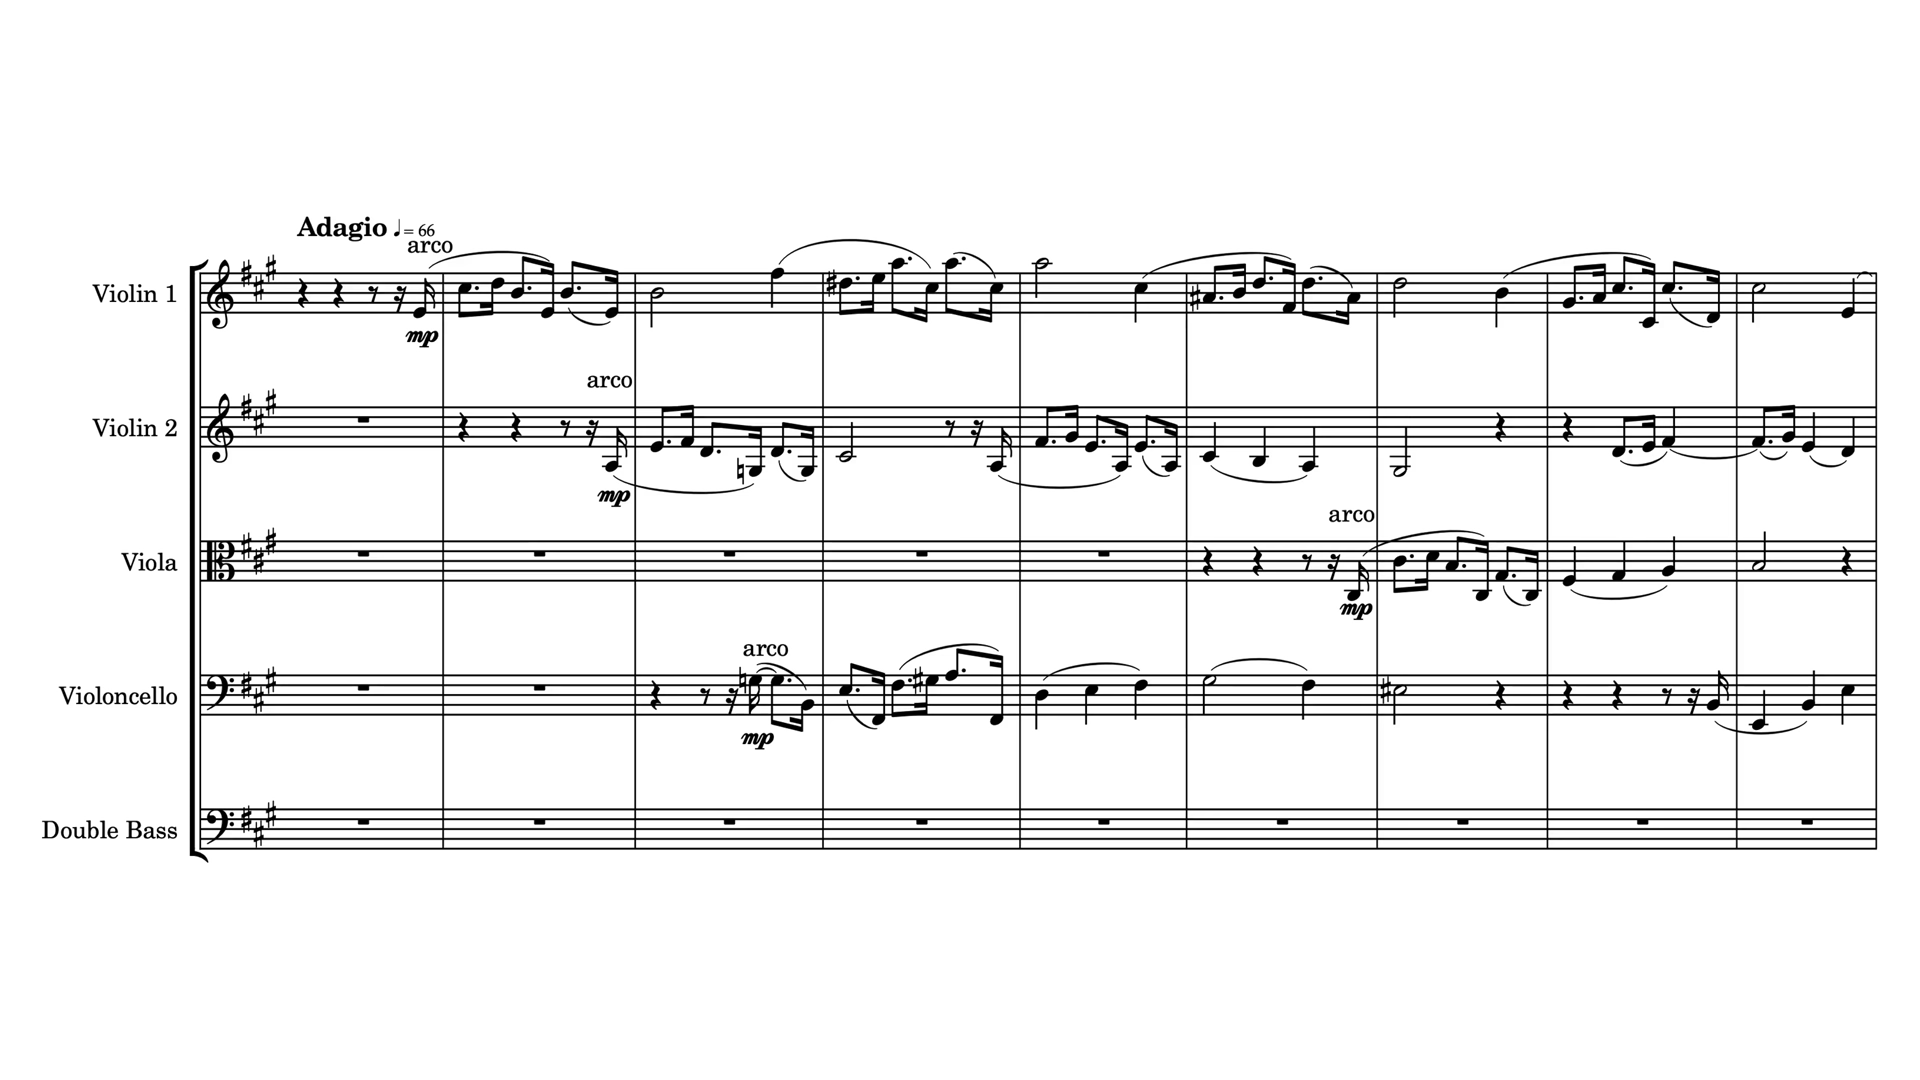 Adagio ♩= 66
arco
Violin 1
mp
arco
Violin 2
mp
arco
Viola
mp
arco
Violoncello
mp
Double Bass